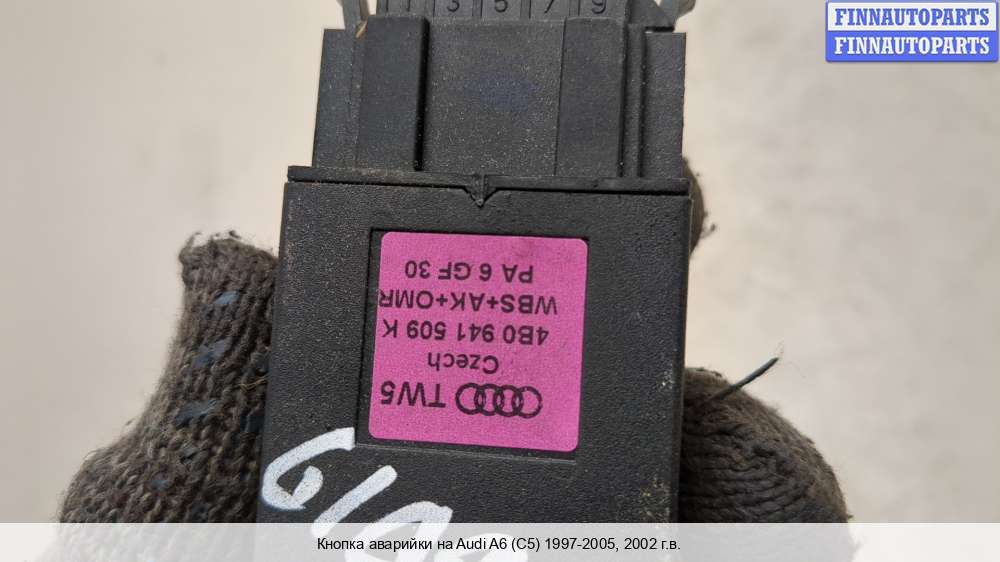 1 3 5 7 9
FINNAUTOPARTS
FINNAUTOPARTS
TW5
Czech
4B0 941 509 K
WBS+AK+OMR
PA 6 GF 30
Кнопка аварийки на Audi A6 (C5) 1997-2005, 2002 г.в.